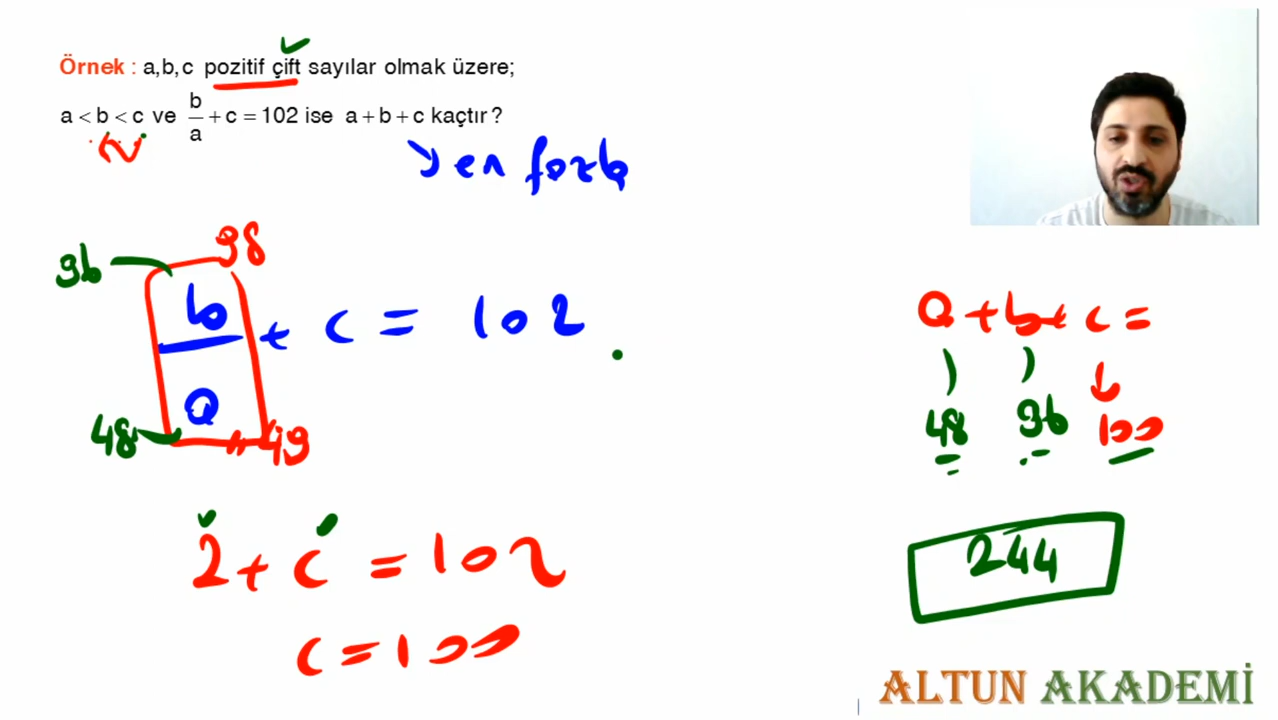 Örnek : a,b,c pozitif çift sayılar olmak üzere;
a < b < c ve b/a + c = 102 ise a + b + c kaçtır ?
en fazla
96 98
b/a + c = 102
48 49
2 + c = 102
c = 100
a + b + c =
48 96 100
244
ALTUN AKADEMİ